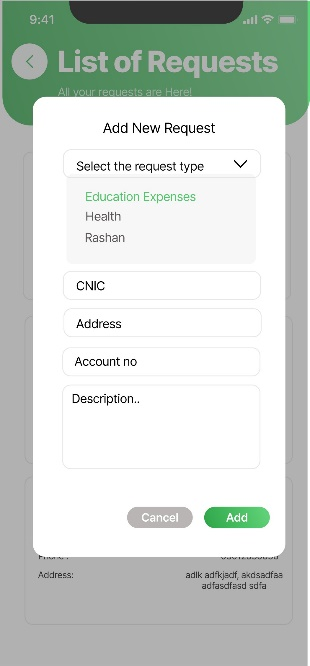 9:41
List of Requests
All your requests are Here!
Add New Request
Select the request type
Education Expenses
Health
Rashan
CNIC
Address
Account no
Description..
Cancel
Add
Address:
adlk adfkjadf, akdsadfaa
adfasdfasd sdfa